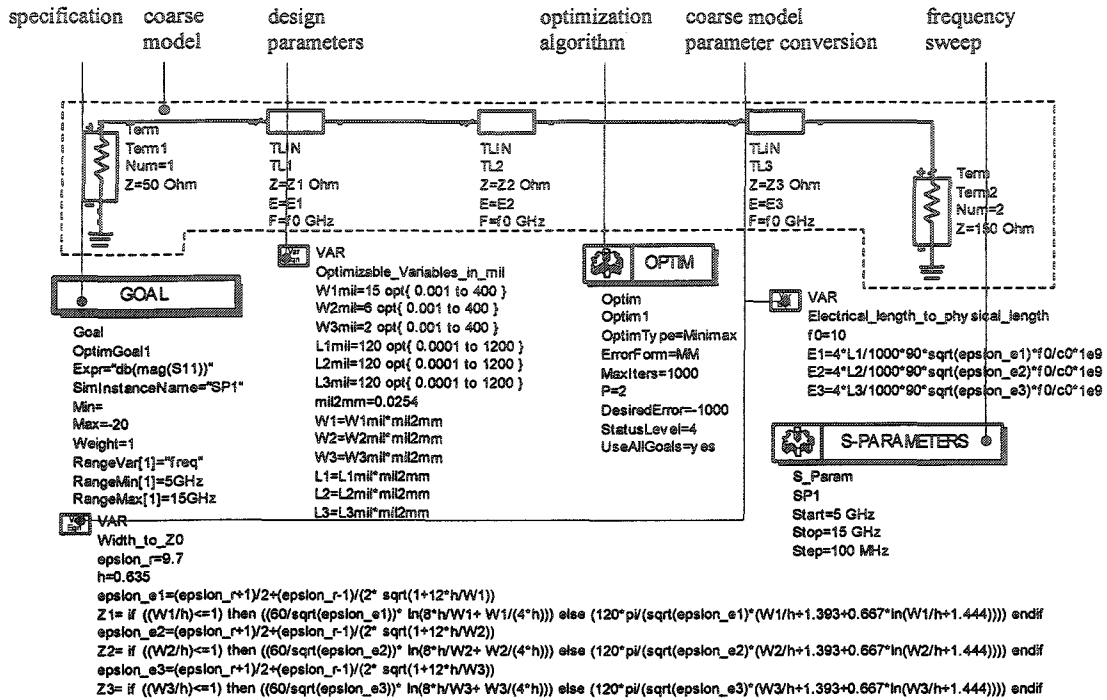 specification coarse model design parameters optimization algorithm coarse model parameter conversion frequency sweep
Term
Term1
Num=1
Z=50 Ohm
TLIN
TL1
Z=Z1 Ohm
E=E1
F=f0 GHz
TLIN
TL2
Z=Z2 Ohm
E=E2
F=f0 GHz
TLIN
TL3
Z=Z3 Ohm
E=E3
F=f0 GHz
Term
Term2
Num=2
Z=150 Ohm
GOAL
Goal
OptimGoal1
Expr="db(mag(S11))"
SimInstanceName="SP1"
Min=
Max=-20
Weight=1
RangeVar[1]="freq"
RangeMin[1]=5GHz
RangeMax[1]=15GHz
Var Eqn
VAR
Optimizable_Variables_in_mil
W1mil=15 opt{ 0.001 to 400 }
W2mil=6 opt{ 0.001 to 400 }
W3mil=2 opt{ 0.001 to 400 }
L1mil=120 opt{ 0.0001 to 1200 }
L2mil=120 opt{ 0.0001 to 1200 }
L3mil=120 opt{ 0.0001 to 1200 }
mil2mm=0.0254
W1=W1mil*mil2mm
W2=W2mil*mil2mm
W3=W3mil*mil2mm
L1=L1mil*mil2mm
L2=L2mil*mil2mm
L3=L3mil*mil2mm
OPTIM
Optim
Optim1
OptimType=Minimax
ErrorForm=MM
MaxIters=1000
P=2
DesiredError=-1000
StatusLevel=4
UseAllGoals=yes
VAR
Electrical_length_to_physical_length
f0=10
E1=4*L1/1000*90*sqrt(epslon_e1)*f0/c0*1e9
E2=4*L2/1000*90*sqrt(epslon_e2)*f0/c0*1e9
E3=4*L3/1000*90*sqrt(epslon_e3)*f0/c0*1e9
S-PARAMETERS
S_Param
SP1
Start=5 GHz
Stop=15 GHz
Step=100 MHz
VAR
Width_to_Z0
epslon_r=9.7
h=0.635
epslon_e1=(epslon_r+1)/2+(epslon_r-1)/(2* sqrt(1+12*h/W1))
Z1= if ((W1/h)<=1) then ((60/sqrt(epslon_e1))* ln(8*h/W1+ W1/(4*h))) else (120*pi/(sqrt(epslon_e1)*(W1/h+1.393+0.667*ln(W1/h+1.444)))) endif
epslon_e2=(epslon_r+1)/2+(epslon_r-1)/(2* sqrt(1+12*h/W2))
Z2= if ((W2/h)<=1) then ((60/sqrt(epslon_e2))* ln(8*h/W2+ W2/(4*h))) else (120*pi/(sqrt(epslon_e2)*(W2/h+1.393+0.667*ln(W2/h+1.444)))) endif
epslon_e3=(epslon_r+1)/2+(epslon_r-1)/(2* sqrt(1+12*h/W3))
Z3= if ((W3/h)<=1) then ((60/sqrt(epslon_e3))* ln(8*h/W3+ W3/(4*h))) else (120*pi/(sqrt(epslon_e3)*(W3/h+1.393+0.667*ln(W3/h+1.444)))) endif